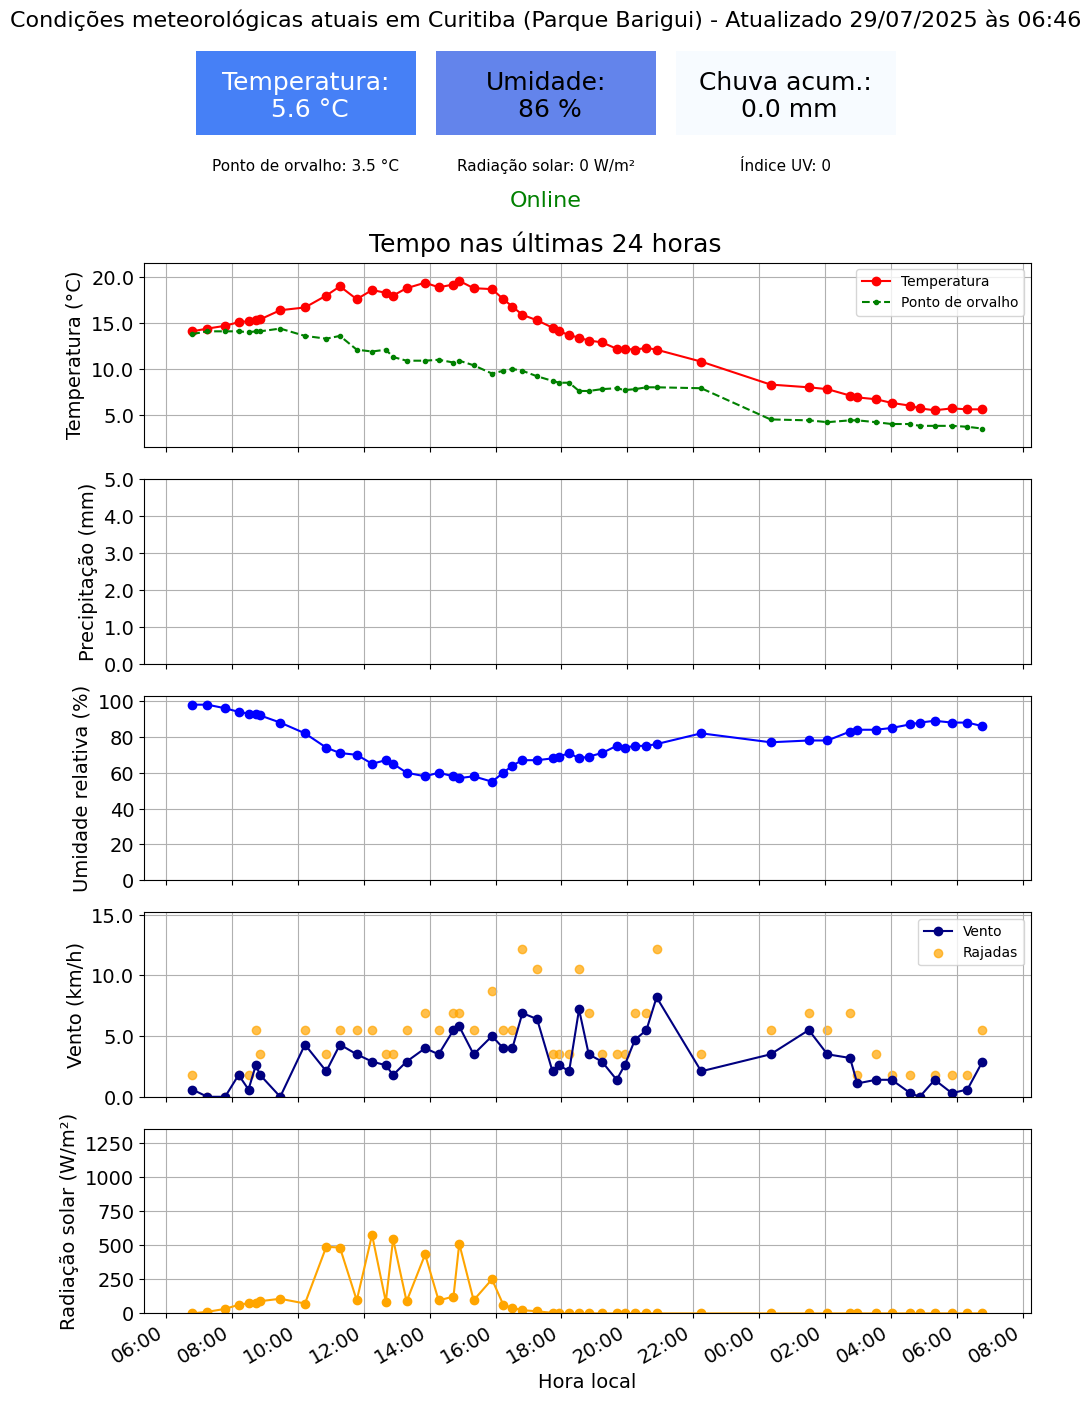 Condições meteorológicas atuais em Curitiba (Parque Barigui) - Atualizado 29/07/2025 às 06:46
Temperatura:
5.6 °C
Umidade:
86 %
Chuva acum.:
0.0 mm
Ponto de orvalho: 3.5 °C
Radiação solar: 0 W/m²
Índice UV: 0
Online
Tempo nas últimas 24 horas
Temperatura (°C)
20.0
15.0
10.0
5.0
Temperatura
Ponto de orvalho
Precipitação (mm)
5.0
4.0
3.0
2.0
1.0
0.0
Umidade relativa (%)
100
80
60
40
20
0
Vento (km/h)
15.0
10.0
5.0
0.0
Vento
Rajadas
Radiação solar (W/m²)
1250
1000
750
500
250
0
06:00
08:00
10:00
12:00
14:00
16:00
18:00
20:00
22:00
00:00
02:00
04:00
06:00
08:00
Hora local